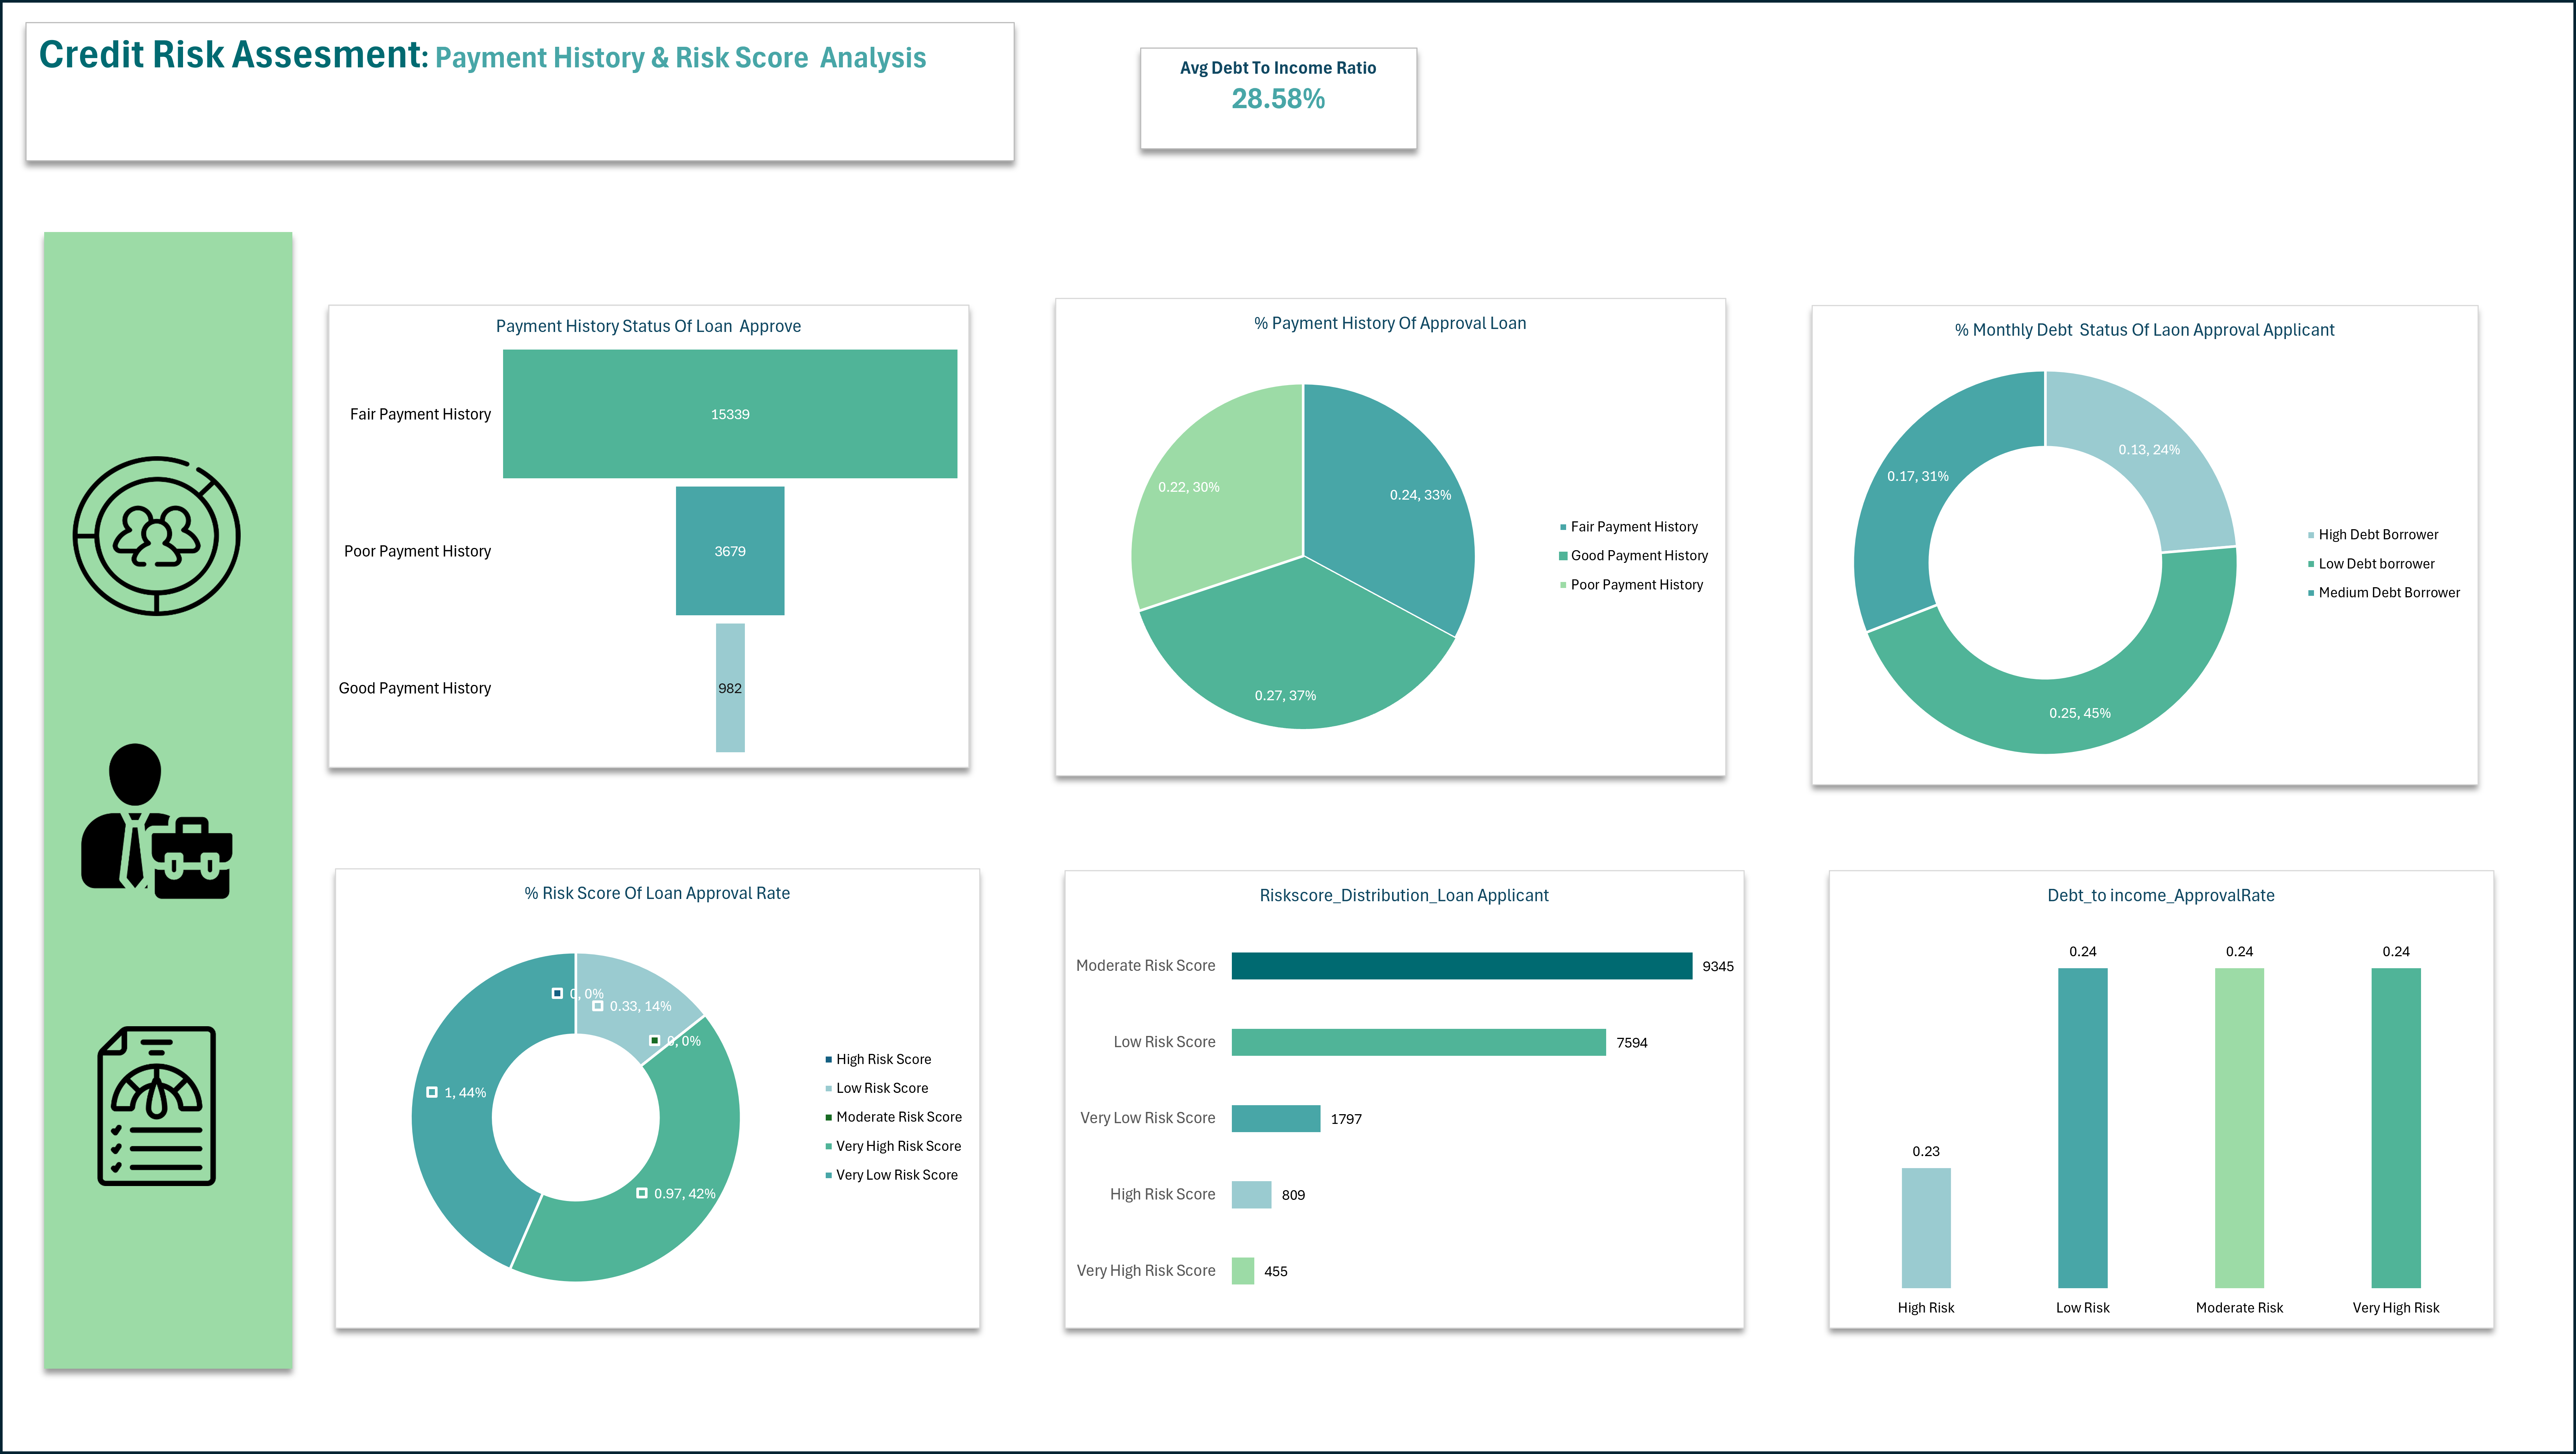 Credit Risk Assesment: Payment History & Risk Score Analysis
Avg Debt To Income Ratio
28.58%
Payment History Status Of Loan Approve
Fair Payment History
15339
Poor Payment History
3679
Good Payment History
982
% Payment History Of Approval Loan
0.22, 30%
0.24, 33%
0.27, 37%
Fair Payment History
Good Payment History
Poor Payment History
% Monthly Debt Status Of Laon Approval Applicant
0.13, 24%
0.17, 31%
0.25, 45%
High Debt Borrower
Low Debt borrower
Medium Debt Borrower
% Risk Score Of Loan Approval Rate
0, 0%
0.33, 14%
0, 0%
1, 44%
0.97, 42%
High Risk Score
Low Risk Score
Moderate Risk Score
Very High Risk Score
Very Low Risk Score
Riskscore_Distribution_Loan Applicant
Moderate Risk Score 9345
Low Risk Score 7594
Very Low Risk Score 1797
High Risk Score 809
Very High Risk Score 455
Debt_to income_ApprovalRate
0.24 0.24 0.24
0.23
High Risk Low Risk Moderate Risk Very High Risk